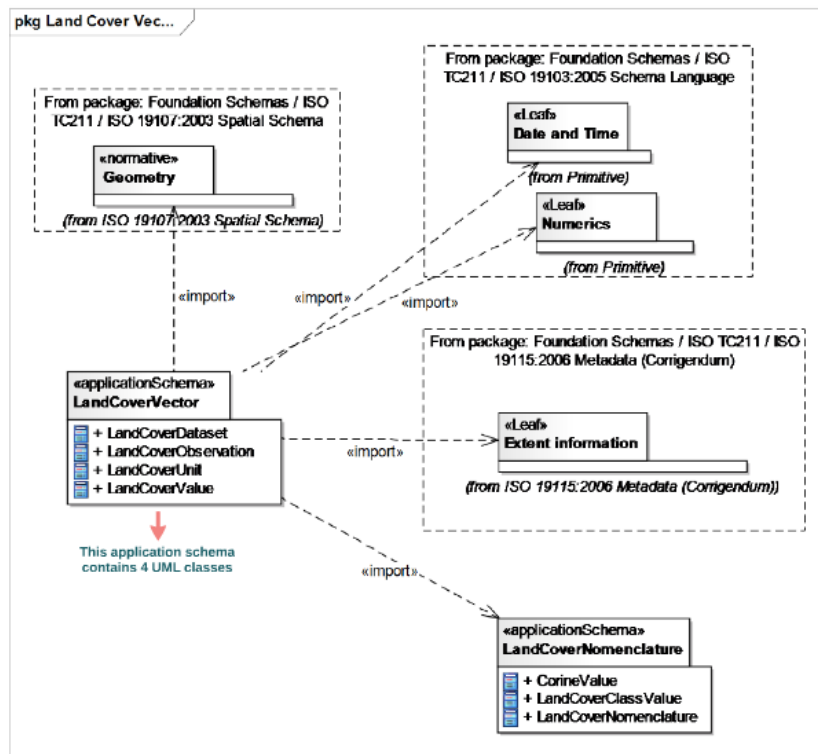 pkg Land Cover Vec...
From package: Foundation Schemas / ISO
TC211 / ISO 19107:2003 Spatial Schema
«normative»
Geometry
(from ISO 19107:2003 Spatial Schema)
From package: Foundation Schemas / ISO
TC211 / ISO 19103:2005 Schema Language
«Leaf»
Date and Time
(from Primitive)
«Leaf»
Numerics
(from Primitive)
«import»
«import»
«import»
From package: Foundation Schemas / ISO TC211 / ISO
19115:2006 Metadata (Corrigendum)
«Leaf»
Extent information
(from ISO 19115:2006 Metadata (Corrigendum))
«applicationSchema»
LandCoverVector
+ LandCoverDataset
+ LandCoverObservation
+ LandCoverUnit
+ LandCoverValue
«import»
This application schema
contains 4 UML classes
«import»
«applicationSchema»
LandCoverNomenclature
+ CorineValue
+ LandCoverClassValue
+ LandCoverNomenclature